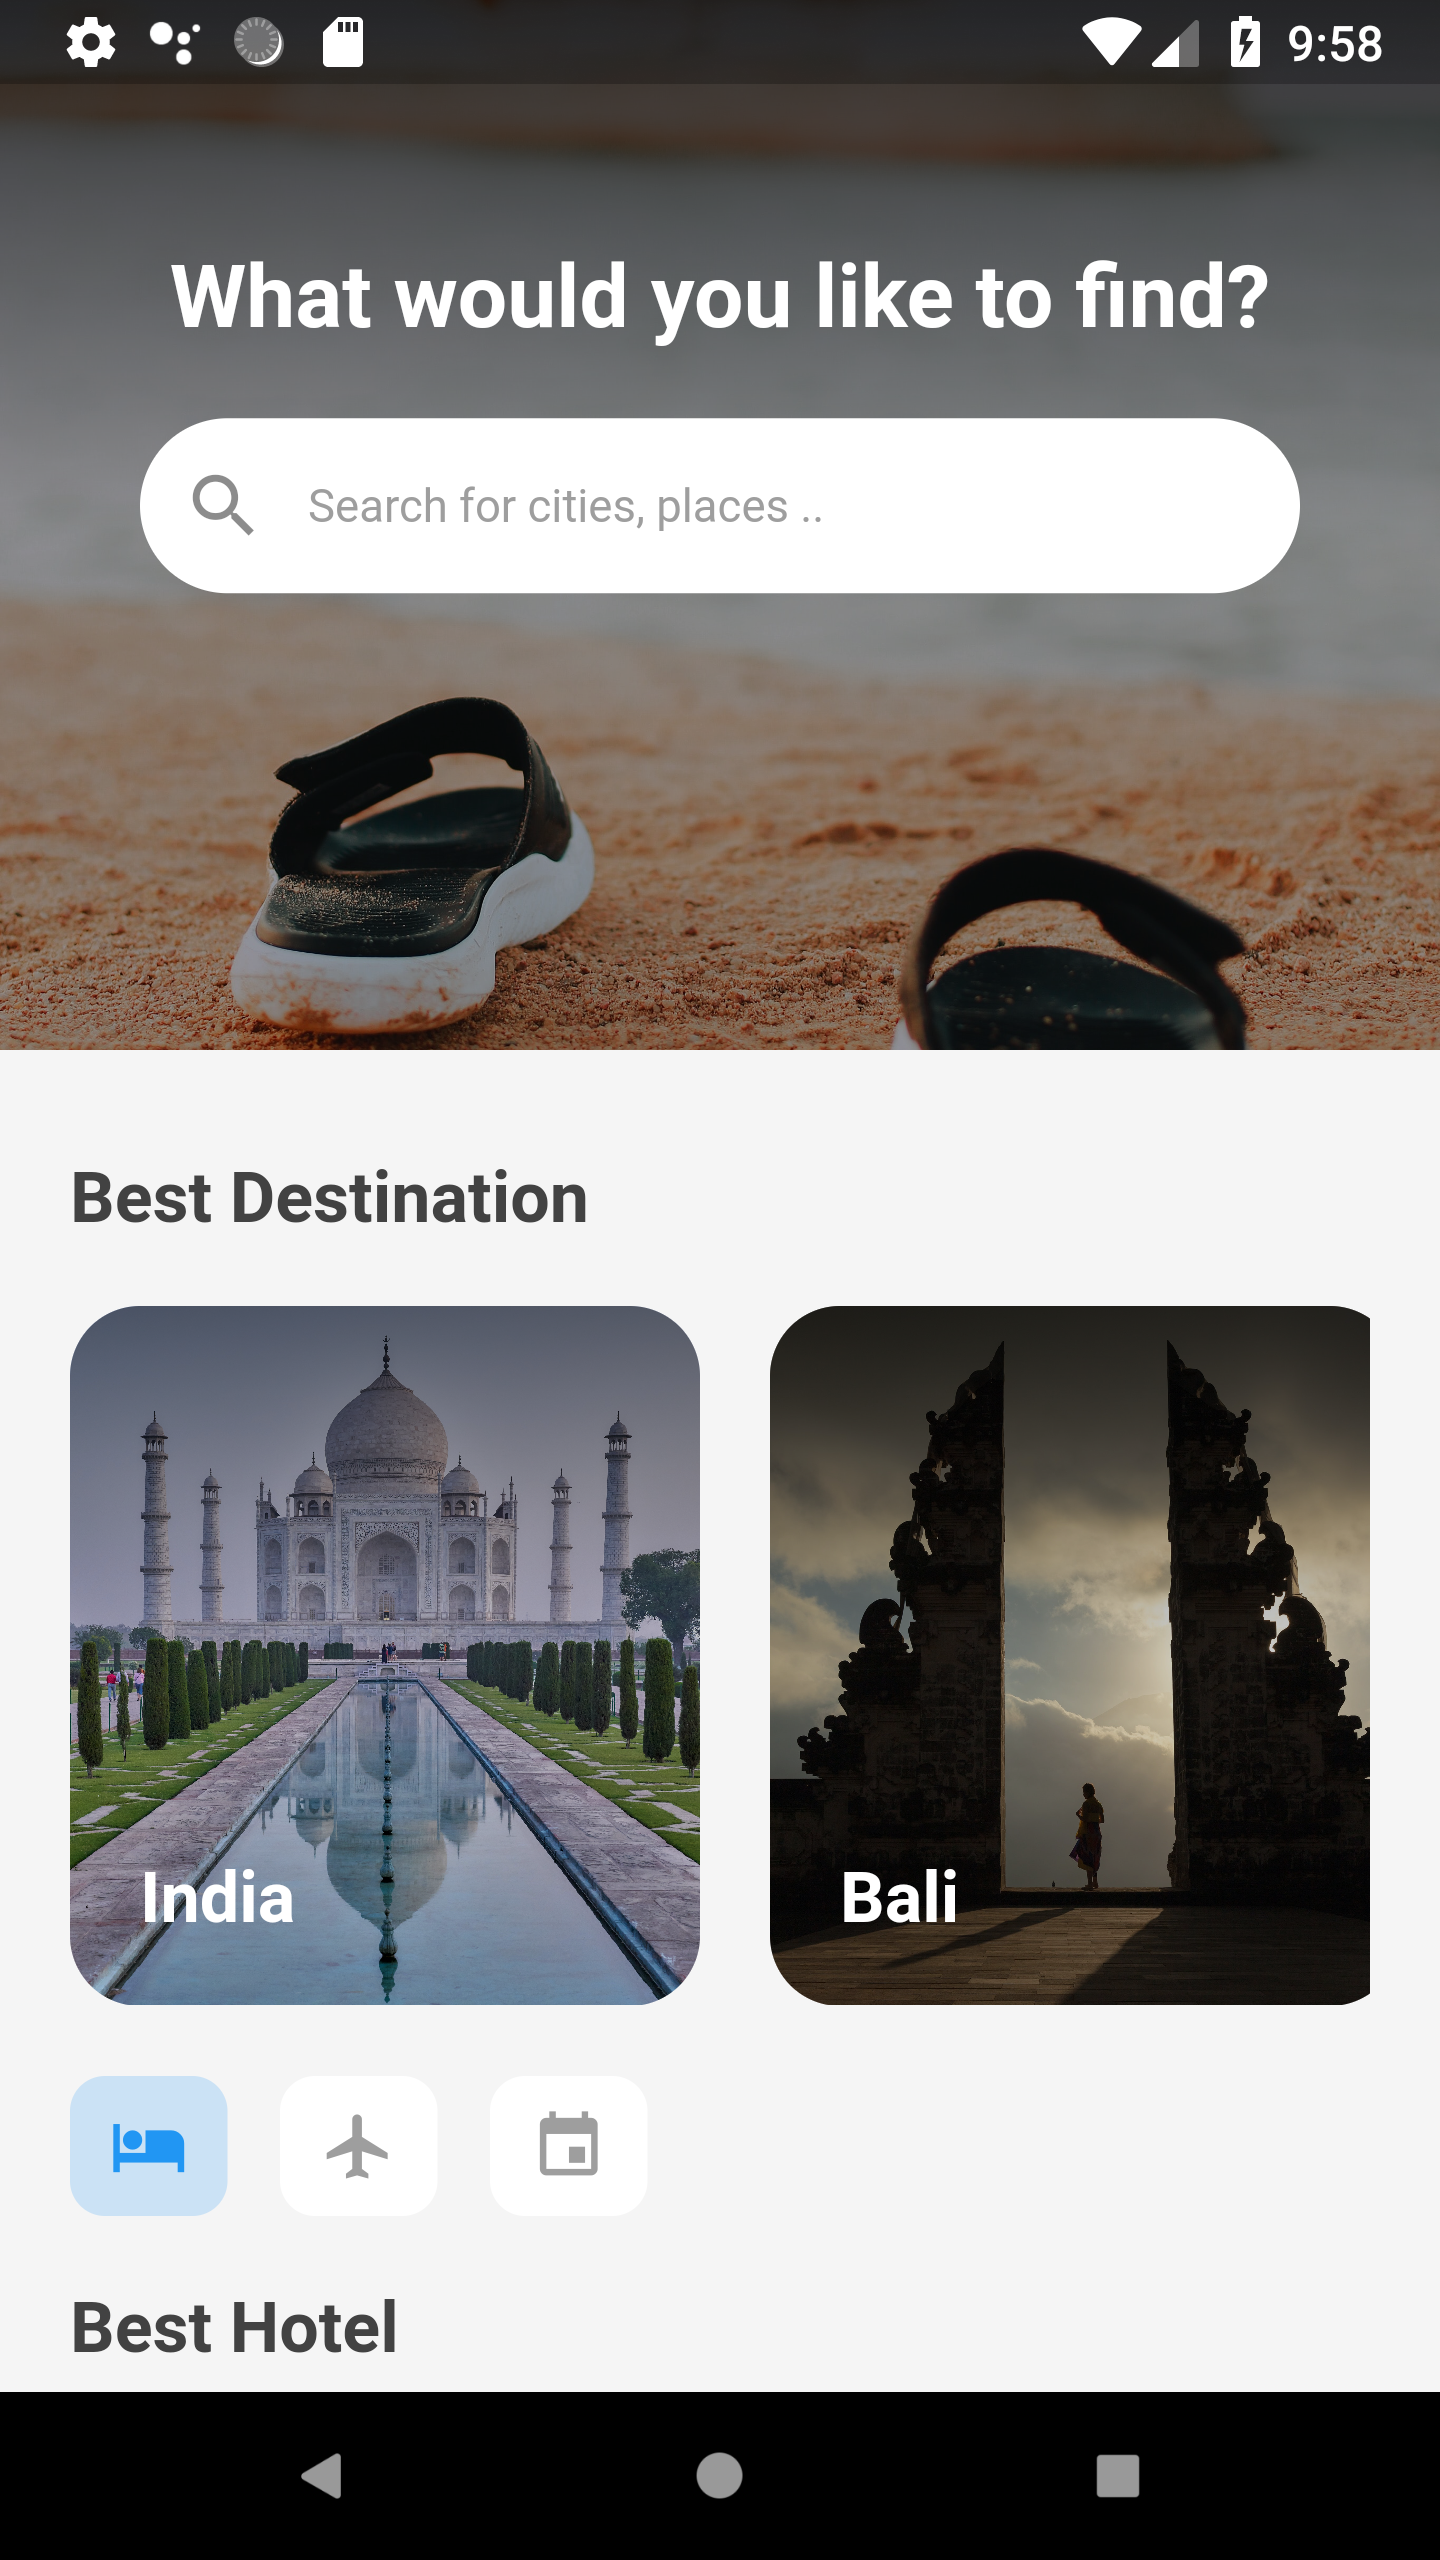 9:58
What would you like to find?
Search for cities, places ..
Best Destination
India
Bali
Best Hotel